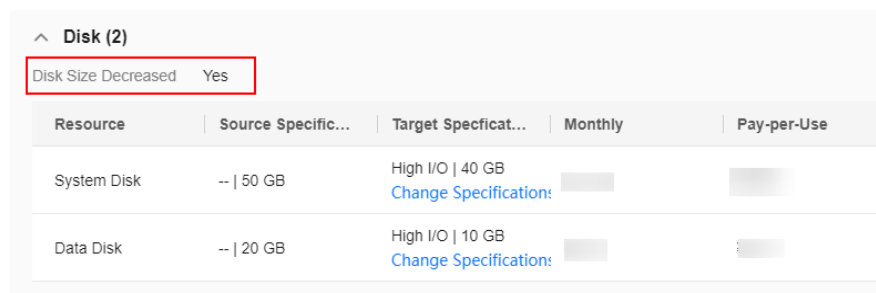 Disk (2)
Disk Size Decreased Yes
Resource Source Specific... Target Specficat... Monthly Pay-per-Use
High I/O | 40 GB
System Disk -- | 50 GB
Change Specifications
High I/O | 10 GB
Data Disk -- | 20 GB
Change Specifications